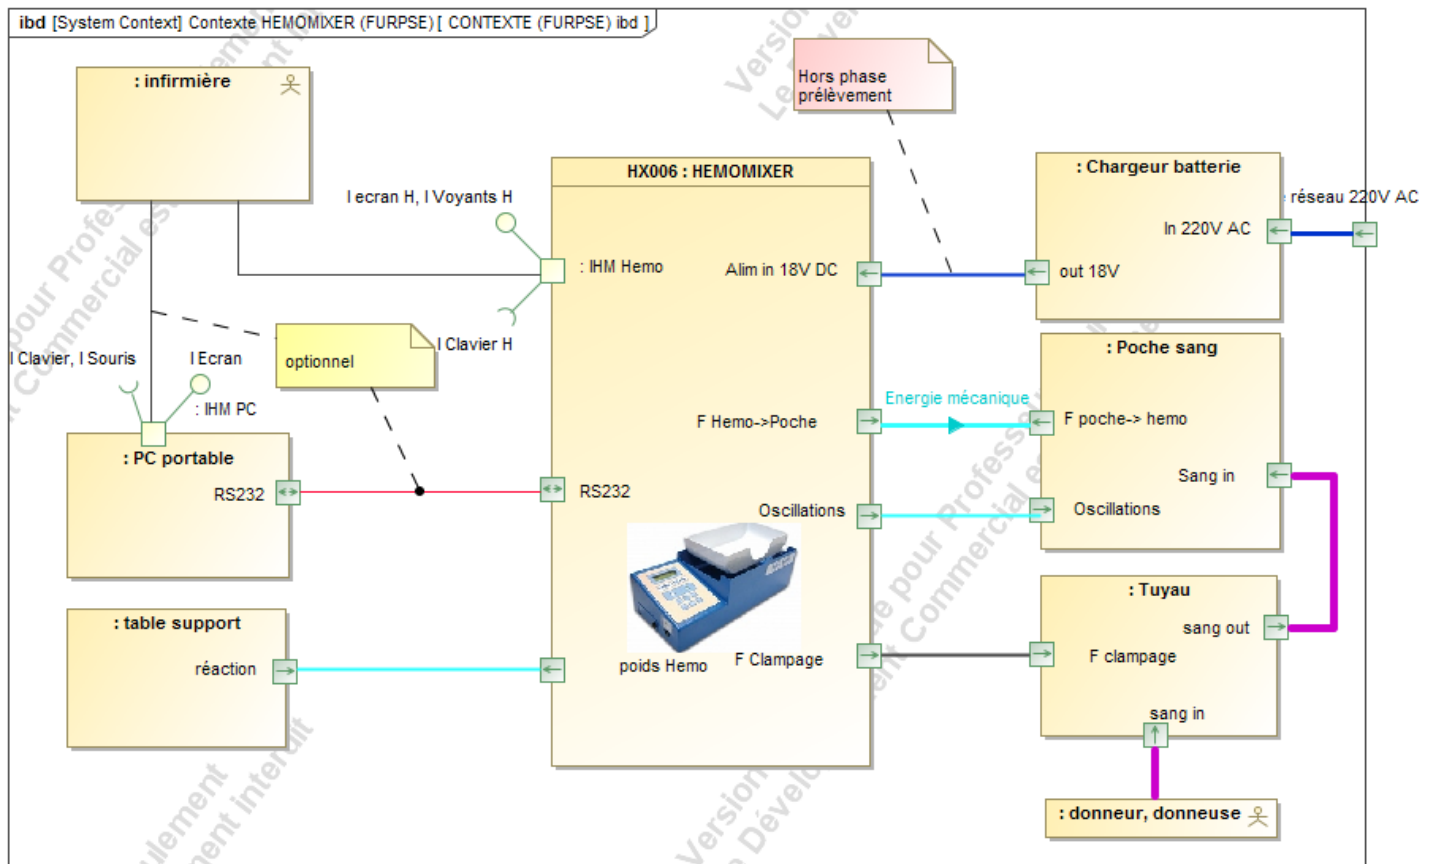 ibd [System Context] Contexte HEMOMIXER (FURPSE) [ CONTEXTE (FURPSE) ibd ]
: infirmière
Hors phase
prélèvement
HX006 : HEMOMIXER
: Chargeur batterie
I ecran H, I Voyants H
réseau 220V AC
In 220V AC
: IHM Hemo
Alim in 18V DC
out 18V
I Clavier H
optionnel
: Poche sang
I Clavier, I Souris
I Ecran
: IHM PC
Energie mécanique
F Hemo->Poche
F poche-> hemo
: PC portable
Sang in
RS232
RS232
Oscillations
Oscillations
: Tuyau
: table support
sang out
réaction
poids Hemo
F Clampage
F clampage
sang in
: donneur, donneuse